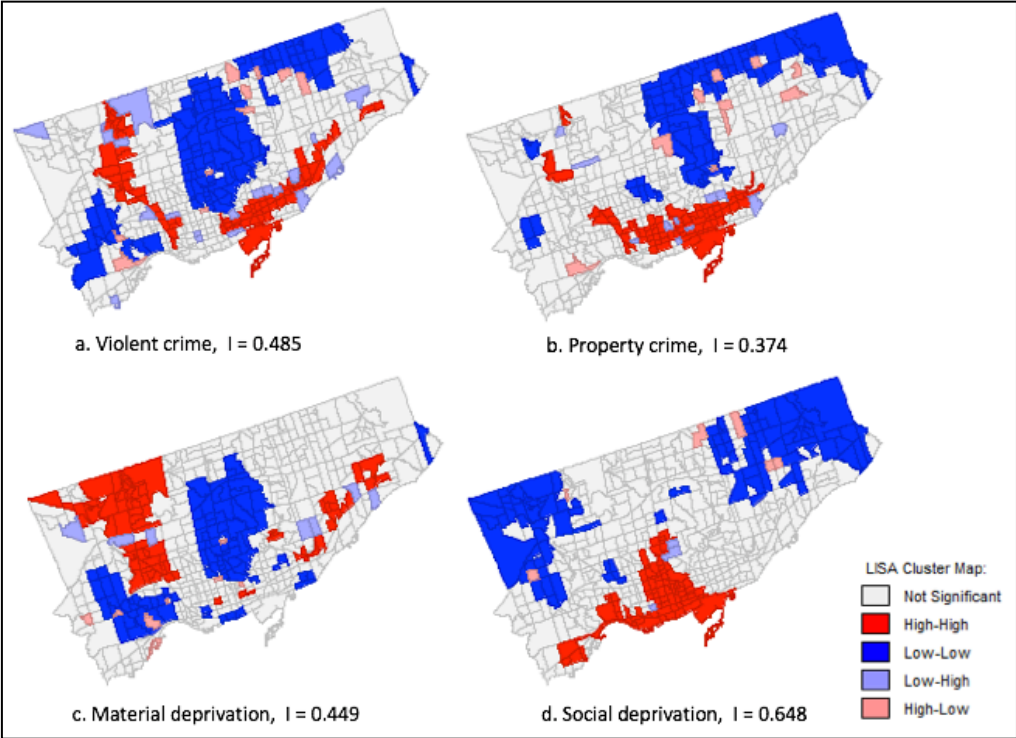 a. Violent crime,  I = 0.485
b. Property crime,  I = 0.374
c. Material deprivation,  I = 0.449
d. Social deprivation,  I = 0.648
LISA Cluster Map:
Not Significant
High-High
Low-Low
Low-High
High-Low